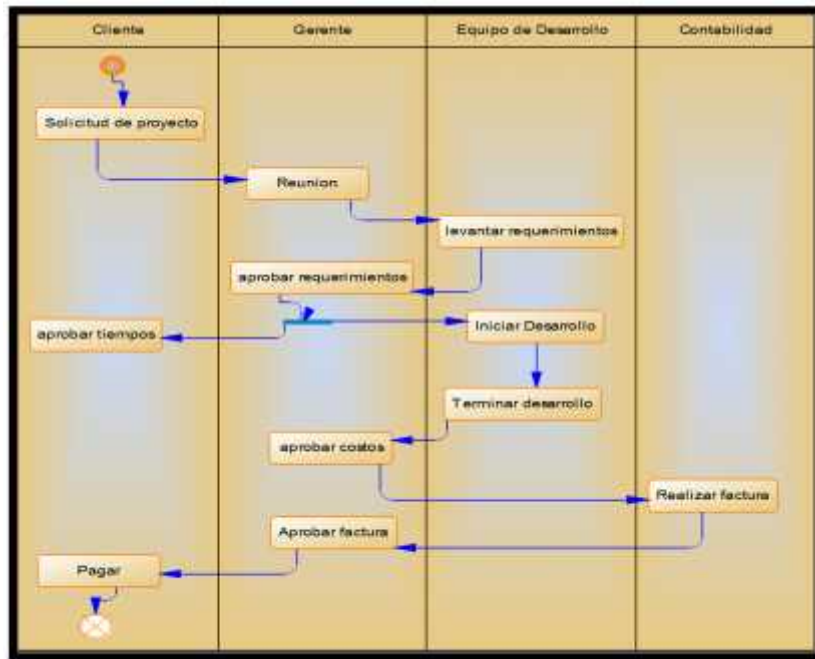 Cliente
Gerente
Equipo de Desarrollo
Contabilidad
Solicitud de proyecto
Reunion
levantar requerimientos
aprobar requerimientos
aprobar tiempos
Iniciar Desarrollo
Terminar desarrollo
aprobar costos
Realizar factura
Aprobar factura
Pagar